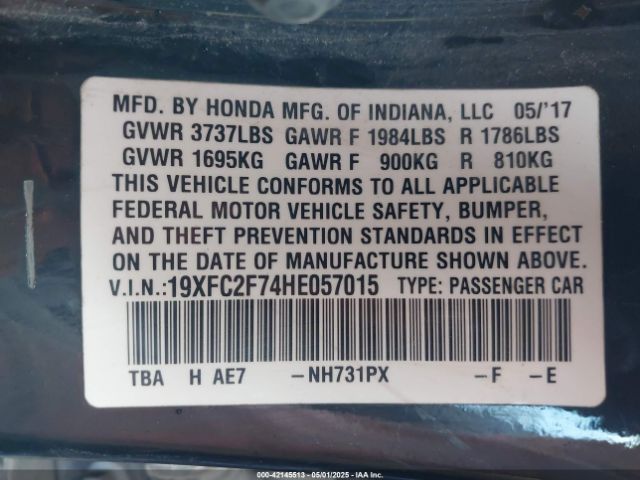 MFD. BY HONDA MFG. OF INDIANA, LLC 05/'17
GVWR 3737LBS GAWR F 1984LBS R 1786LBS
GVWR 1695KG GAWR F 900KG R 810KG
THIS VEHICLE CONFORMS TO ALL APPLICABLE
FEDERAL MOTOR VEHICLE SAFETY, BUMPER,
AND THEFT PREVENTION STANDARDS IN EFFECT
ON THE DATE OF MANUFACTURE SHOWN ABOVE.
V.I.N.:19XFC2F74HE057015 TYPE: PASSENGER CAR
TBA H AE7 –NH731PX –F –E
000-42145513 - 05/01/2025 - IAA Inc.